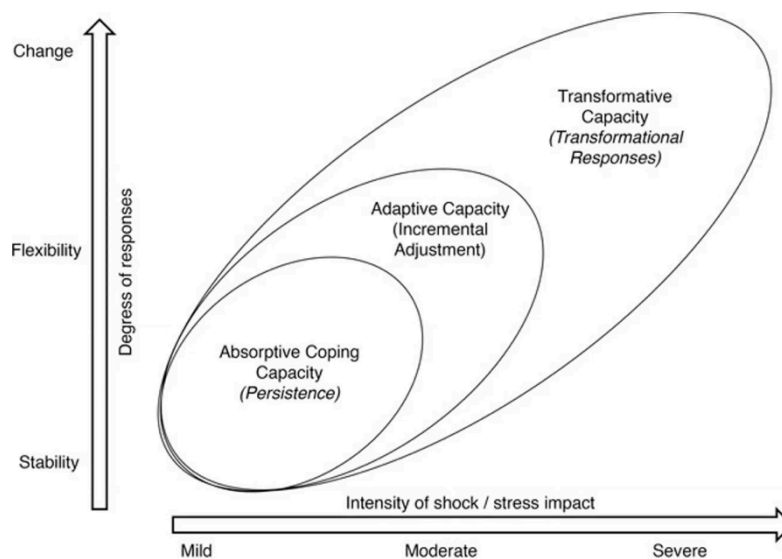 Change
Transformative
Capacity
(Transformational
Responses)
Adaptive Capacity
(Incremental
Adjustment)
Flexibility
Degress of responses
Absorptive Coping
Capacity
(Persistence)
Stability
Intensity of shock / stress impact
Mild
Moderate
Severe